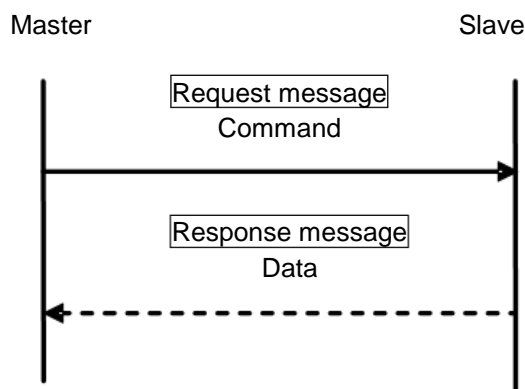 Master
Slave
Request message
Command
Response message
Data